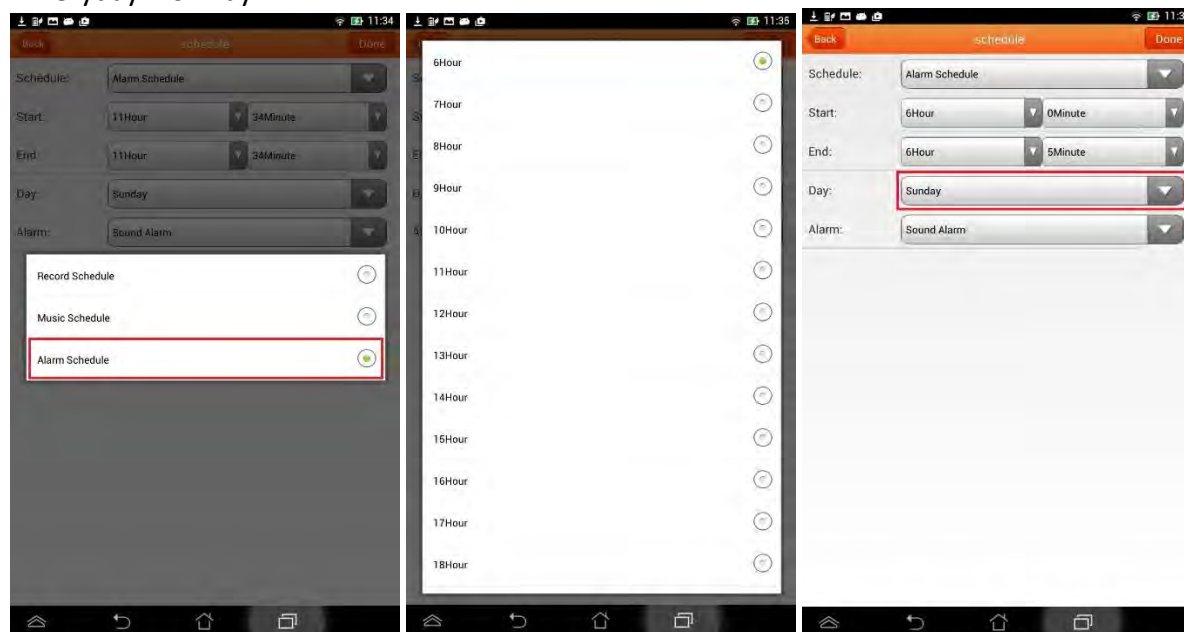 11:34
Back schedule Done
Schedule: Alarm Schedule
Start: 11Hour 34Minute
End: 11Hour 34Minute
Day: Sunday
Alarm: Sound Alarm
Record Schedule
Music Schedule
Alarm Schedule
11:35
6Hour
7Hour
8Hour
9Hour
10Hour
11Hour
12Hour
13Hour
14Hour
15Hour
16Hour
17Hour
18Hour
Back schedule Done
Schedule: Alarm Schedule
Start: 6Hour 0Minute
End: 6Hour 5Minute
Day: Sunday
Alarm: Sound Alarm